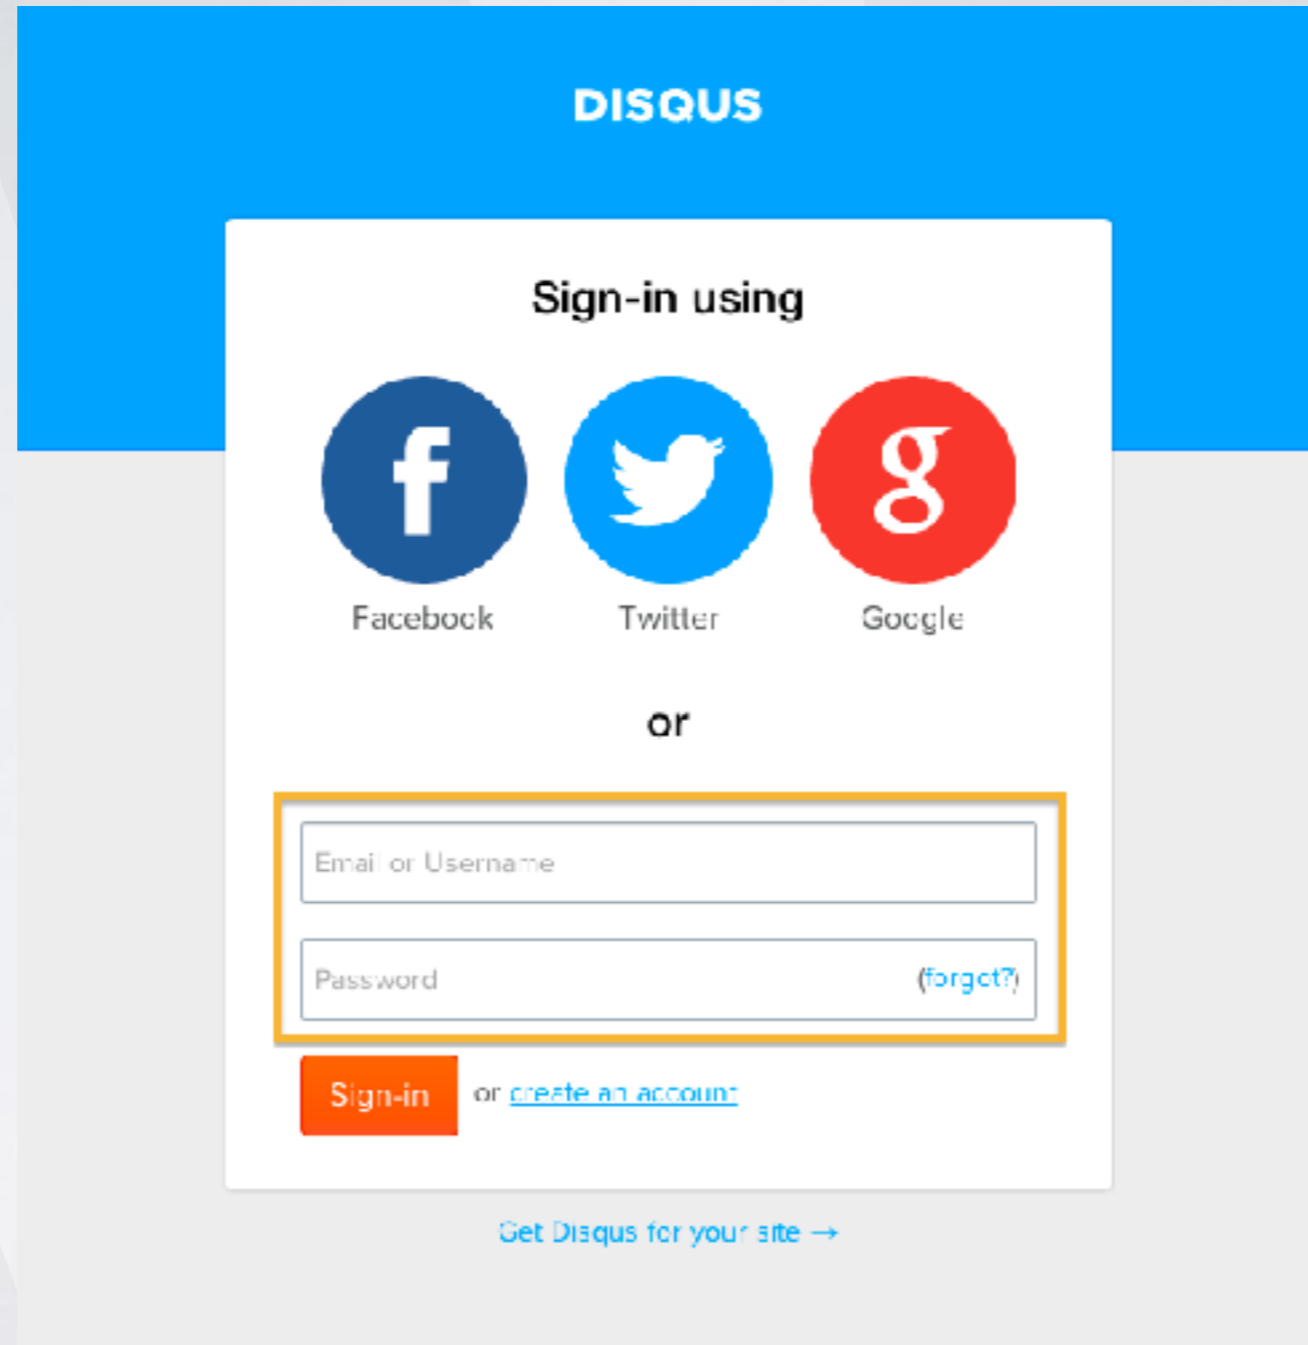 DISQUS
Sign-in using
Facebook Twitter Google
or
Email or Username
Password (forgot?)
Sign-in or create an account
Get Disqus for your site →